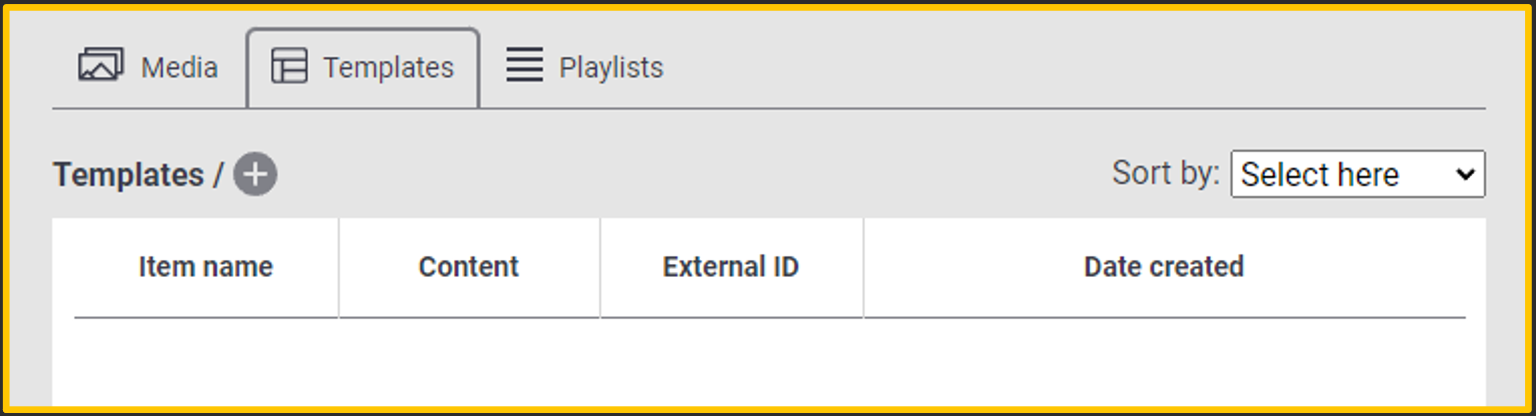 Media Templates Playlists
Templates / Sort by: Select here
Item name Content External ID Date created